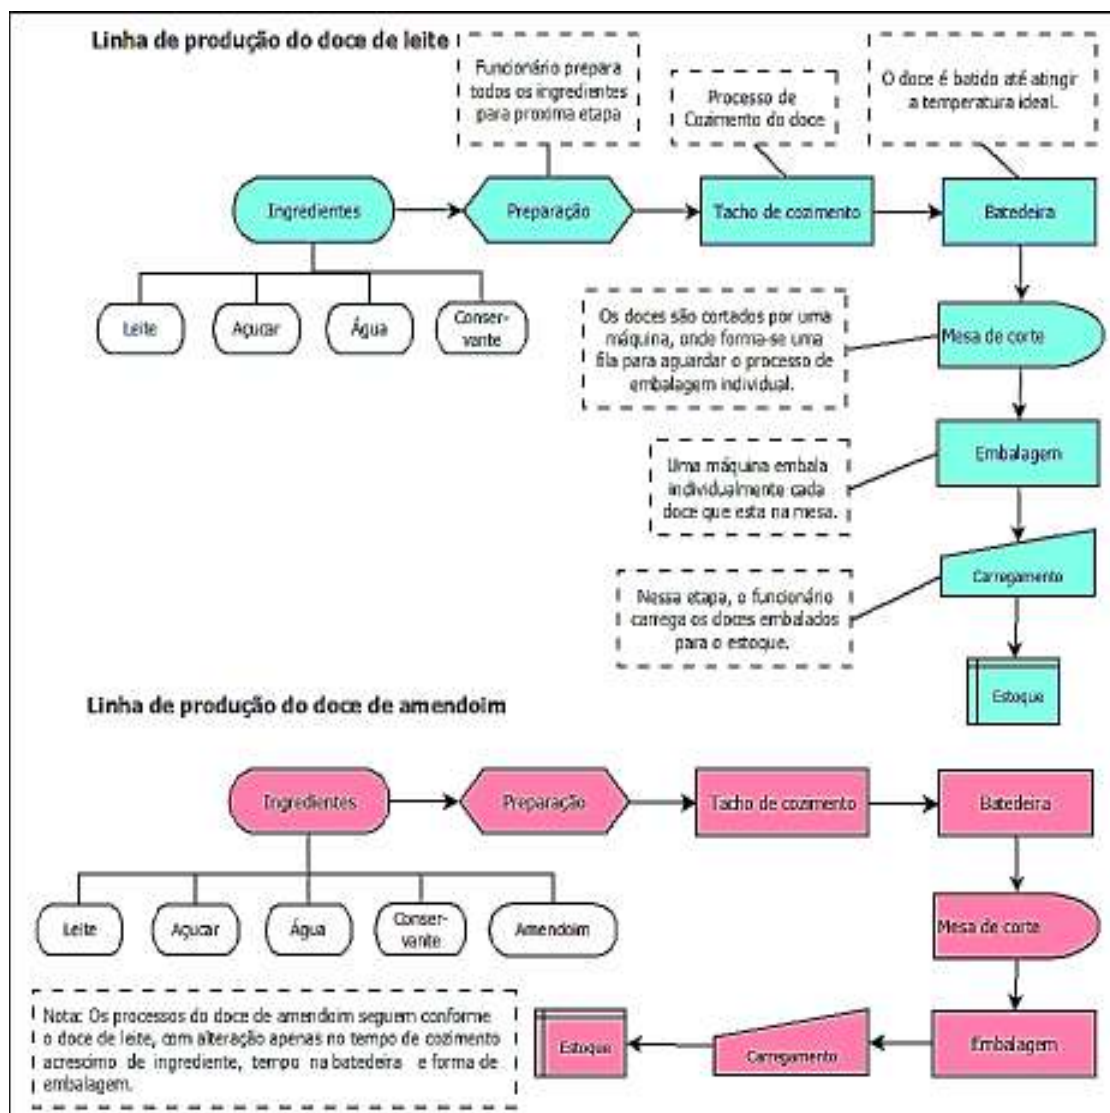 Linha de produção do doce de leite
Funcionário prepara
todos os ingredientes
para proxima etapa
Processo de
Cozimento do doce
O doce é batido até atingir
a temperatura ideal.
Ingredientes
Preparação
Tacho de cozimento
Batedeira
Leite
Açucar
Água
Conser-
vante
Os doces são cortados por uma
máquina, onde forma-se uma
fila para aguardar o processo de
embalagem individual.
Mesa de corte
Uma máquina embala
individualmente cada
doce que esta na mesa.
Embalagem
Nessa etapa, o funcionário
carrega os doces embalados
para o estoque.
Carregamento
Estoque
Linha de produção do doce de amendoim
Ingredientes
Preparação
Tacho de cozimento
Batedeira
Leite
Açucar
Água
Conser-
vante
Amendoim
Mesa de corte
Nota: Os processos do doce de amendoim seguem conforme
o doce de leite, com alteração apenas no tempo de cozimento
acrescimo de ingrediente, tempo na batedeira e forma de
embalagem.
Estoque
Carregamento
Embalagem